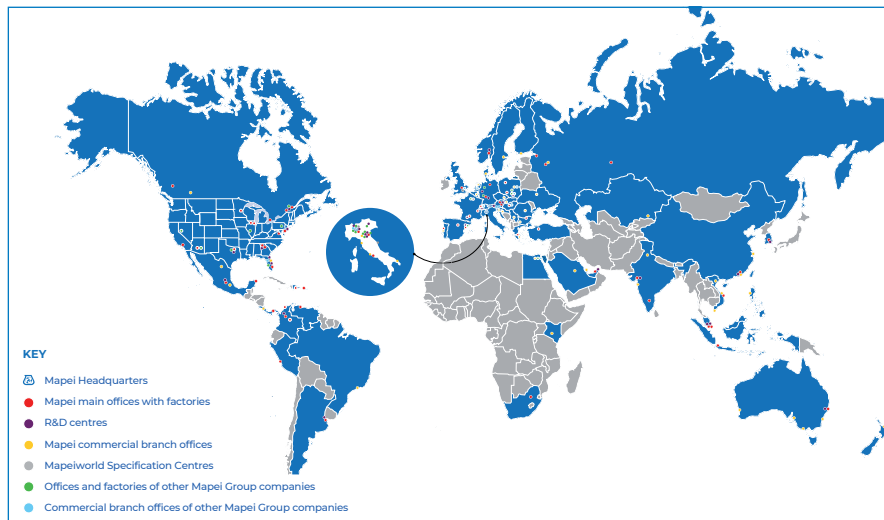 KEY
Mapei Headquarters
Mapei main offices with factories
R&D centres
Mapei commercial branch offices
Mapeiworld Specification Centres
Offices and factories of other Mapei Group companies
Commercial branch offices of other Mapei Group companies